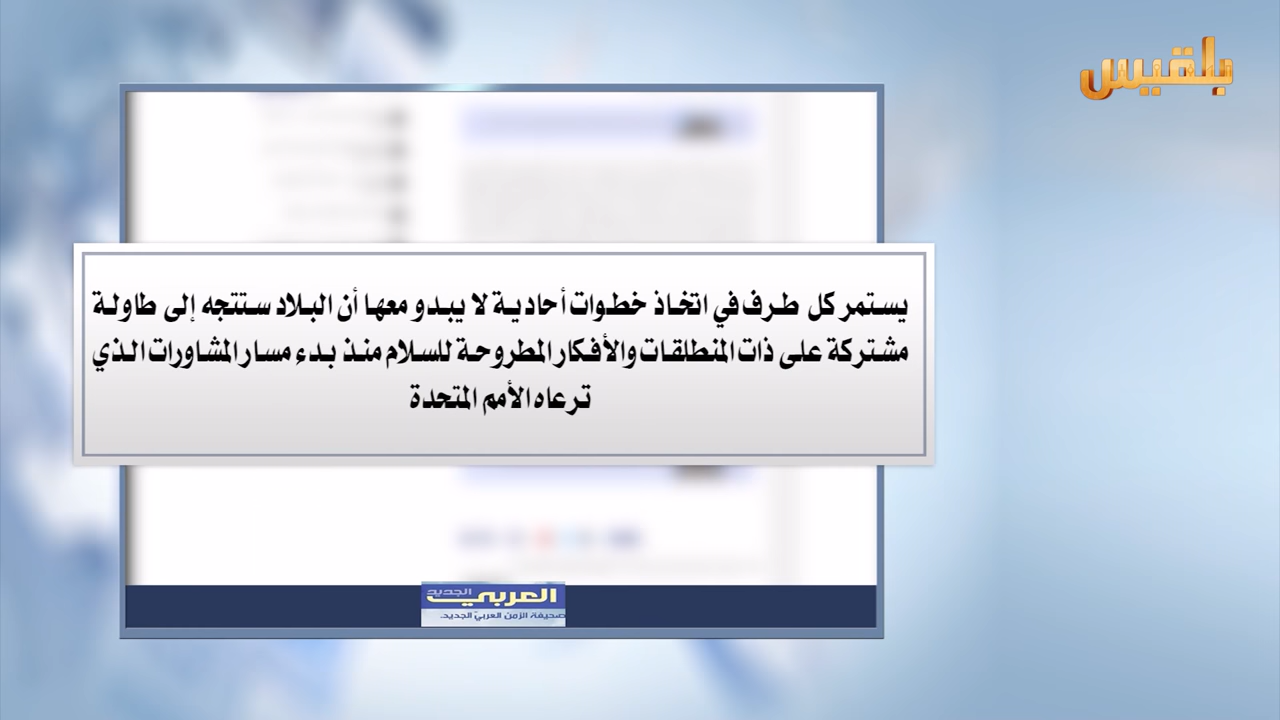 بلقيس
يستمر كل طرف في اتخاذ خطوات أحادية لا يبدو معها أن البلاد ستتجه إلى طاولة
مشتركة على ذات المنطلقات والأفكار المطروحة للسلام منذ بدء مسار المشاورات الذي
ترعاه الأمم المتحدة
العربي الجديد
صحيفة الزمن العربيّ الجديد.